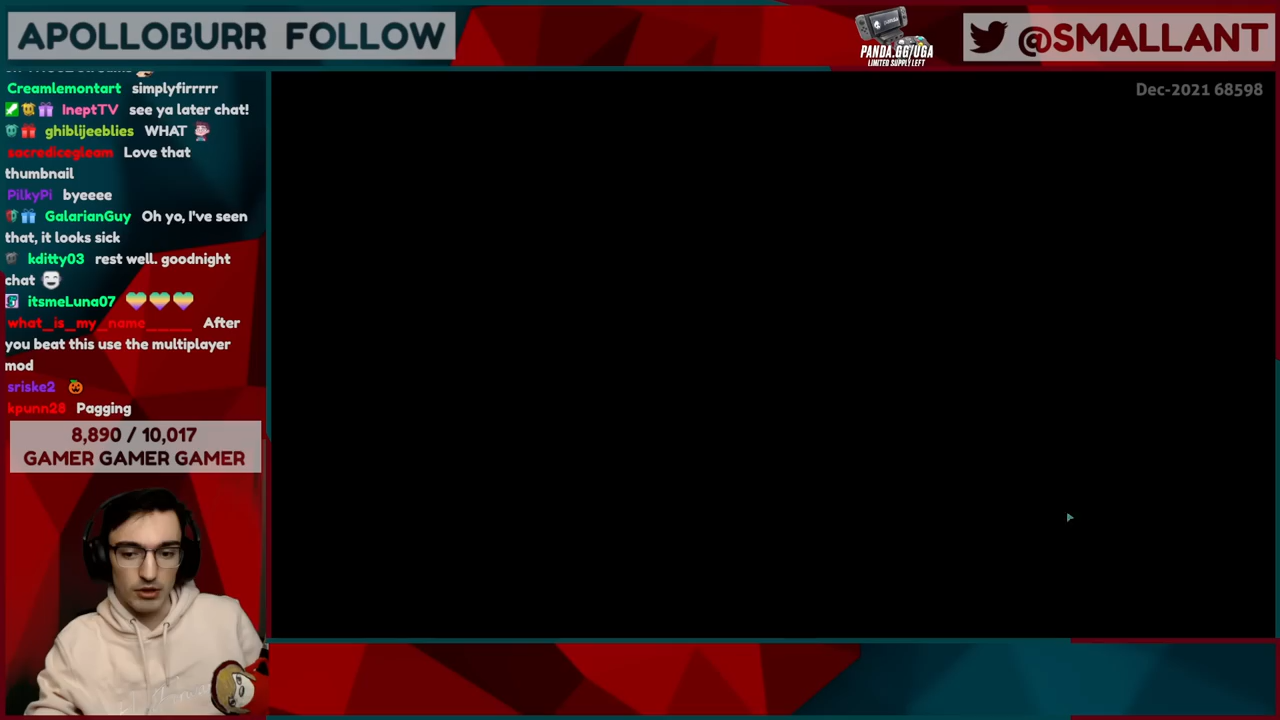 APOLLOBURR FOLLOW
PANDA.GG/UGA
LIMITED SUPPLY LEFT
@SMALLANT
Dec-2021 68598
Creamlemontart simplyfirrrrr
IneptTV see ya later chat!
ghiblijeeblies WHAT
sacredicegleam Love that
thumbnail
PilkyPi byeeee
GalarianGuy Oh yo, I've seen
that, it looks sick
kditty03 rest well. goodnight
chat
itsmeLuna07
what_is_my_name_____ After
you beat this use the multiplayer
mod
sriske2
kpunn26 Pagging
8,890 / 10,017
GAMER GAMER GAMER